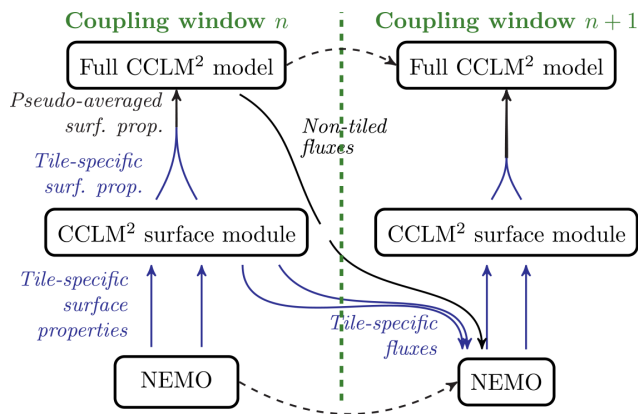 Coupling window n
Coupling window n + 1
Full CCLM² model
Full CCLM² model
Pseudo-averaged
surf. prop.
Non-tiled
fluxes
Tile-specific
surf. prop.
CCLM² surface module
CCLM² surface module
Tile-specific
surface
properties
Tile-specific
fluxes
NEMO
NEMO